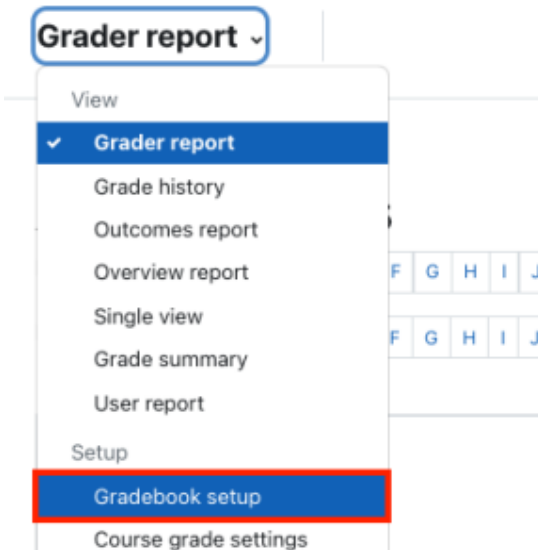 Grader report
View
Grader report
Grade history
Outcomes report
Overview report
F G H I J
Single view
F G H I J
Grade summary
User report
Setup
Gradebook setup
Course grade settings